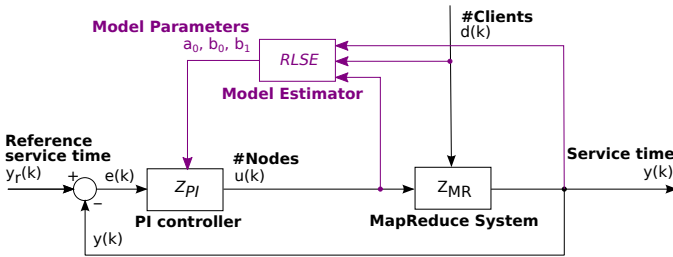 Model Parameters
a0, b0, b1
RLSE
Model Estimator
#Clients
d(k)
Reference
service time
yr(k)
+
−
e(k)
ZPI
PI controller
#Nodes
u(k)
ZMR
MapReduce System
Service time
y(k)
y(k)